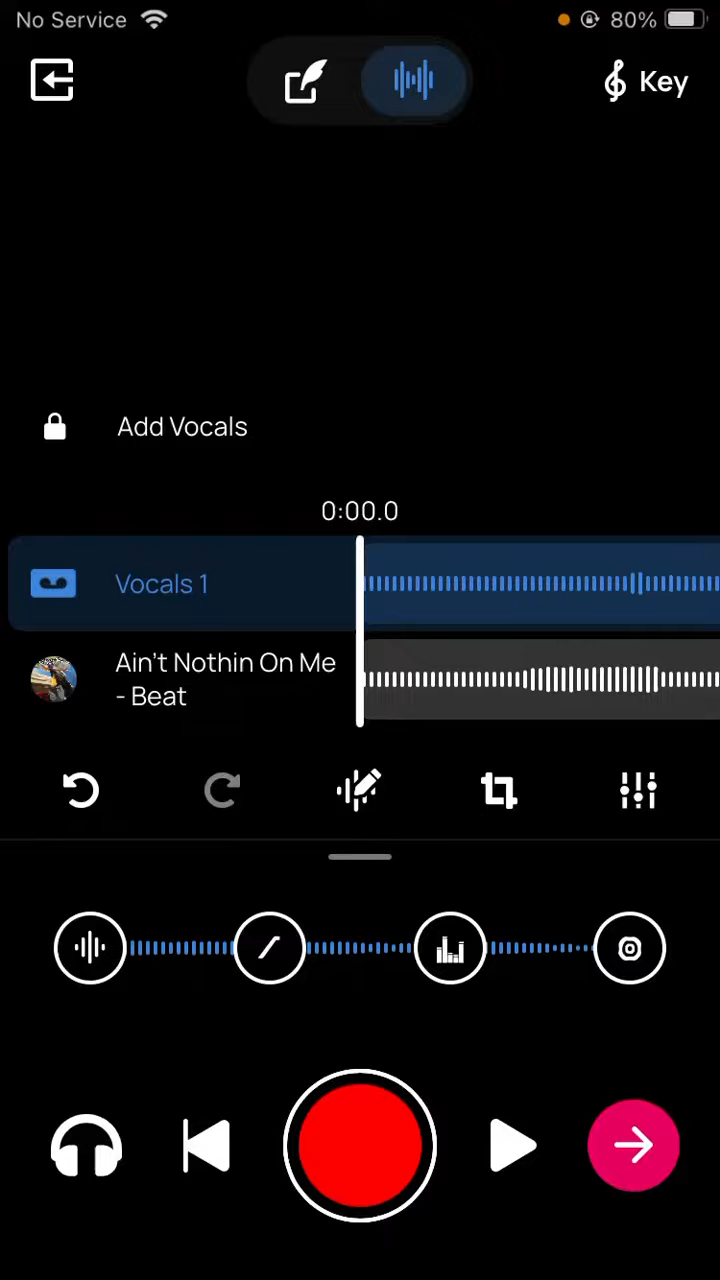 No Service
80%
Key
Add Vocals
0:00.0
Vocals 1
Ain't Nothin On Me
- Beat